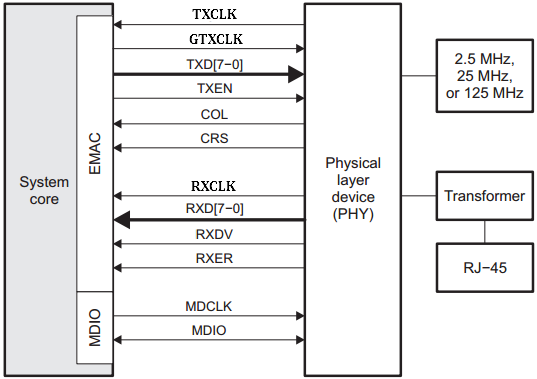 TXCLK
GTXCLK
TXD[7−0]
TXEN
COL
CRS
RXCLK
RXD[7−0]
RXDV
RXER
MDCLK
MDIO
System
core
EMAC
MDIO
Physical
layer
device
(PHY)
2.5 MHz,
25 MHz,
or 125 MHz
Transformer
RJ−45